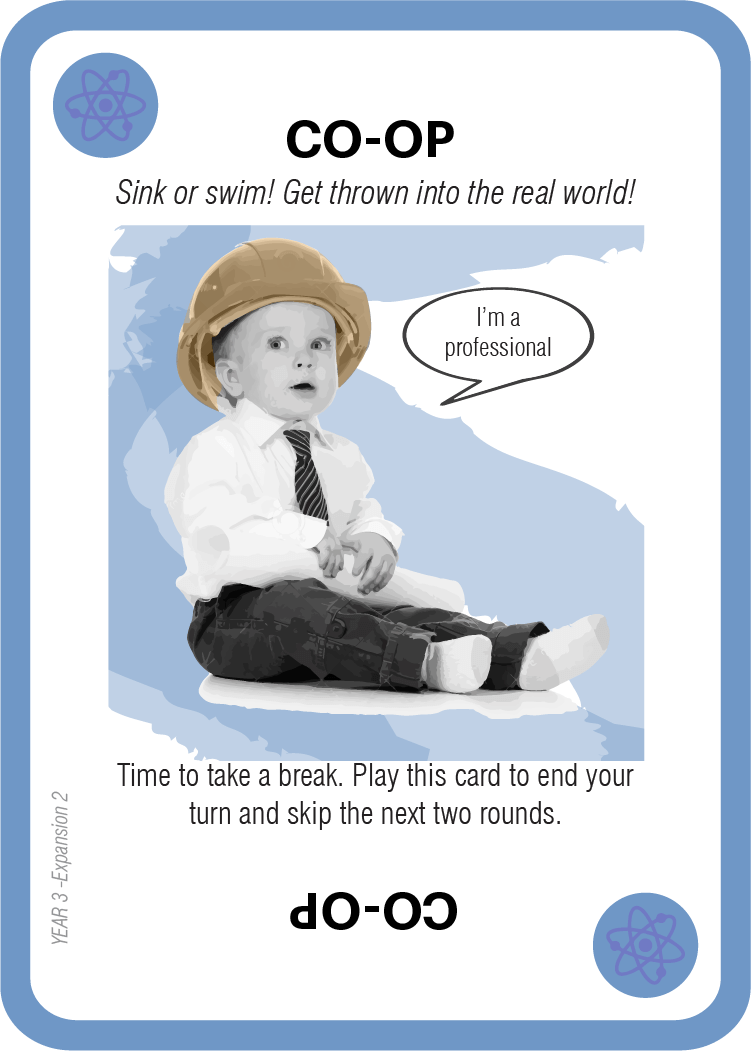 CO-OP
Sink or swim! Get thrown into the real world!
I'm a
professional
Time to take a break. Play this card to end your
turn and skip the next two rounds.
YEAR 3 -Expansion 2
CO-OP